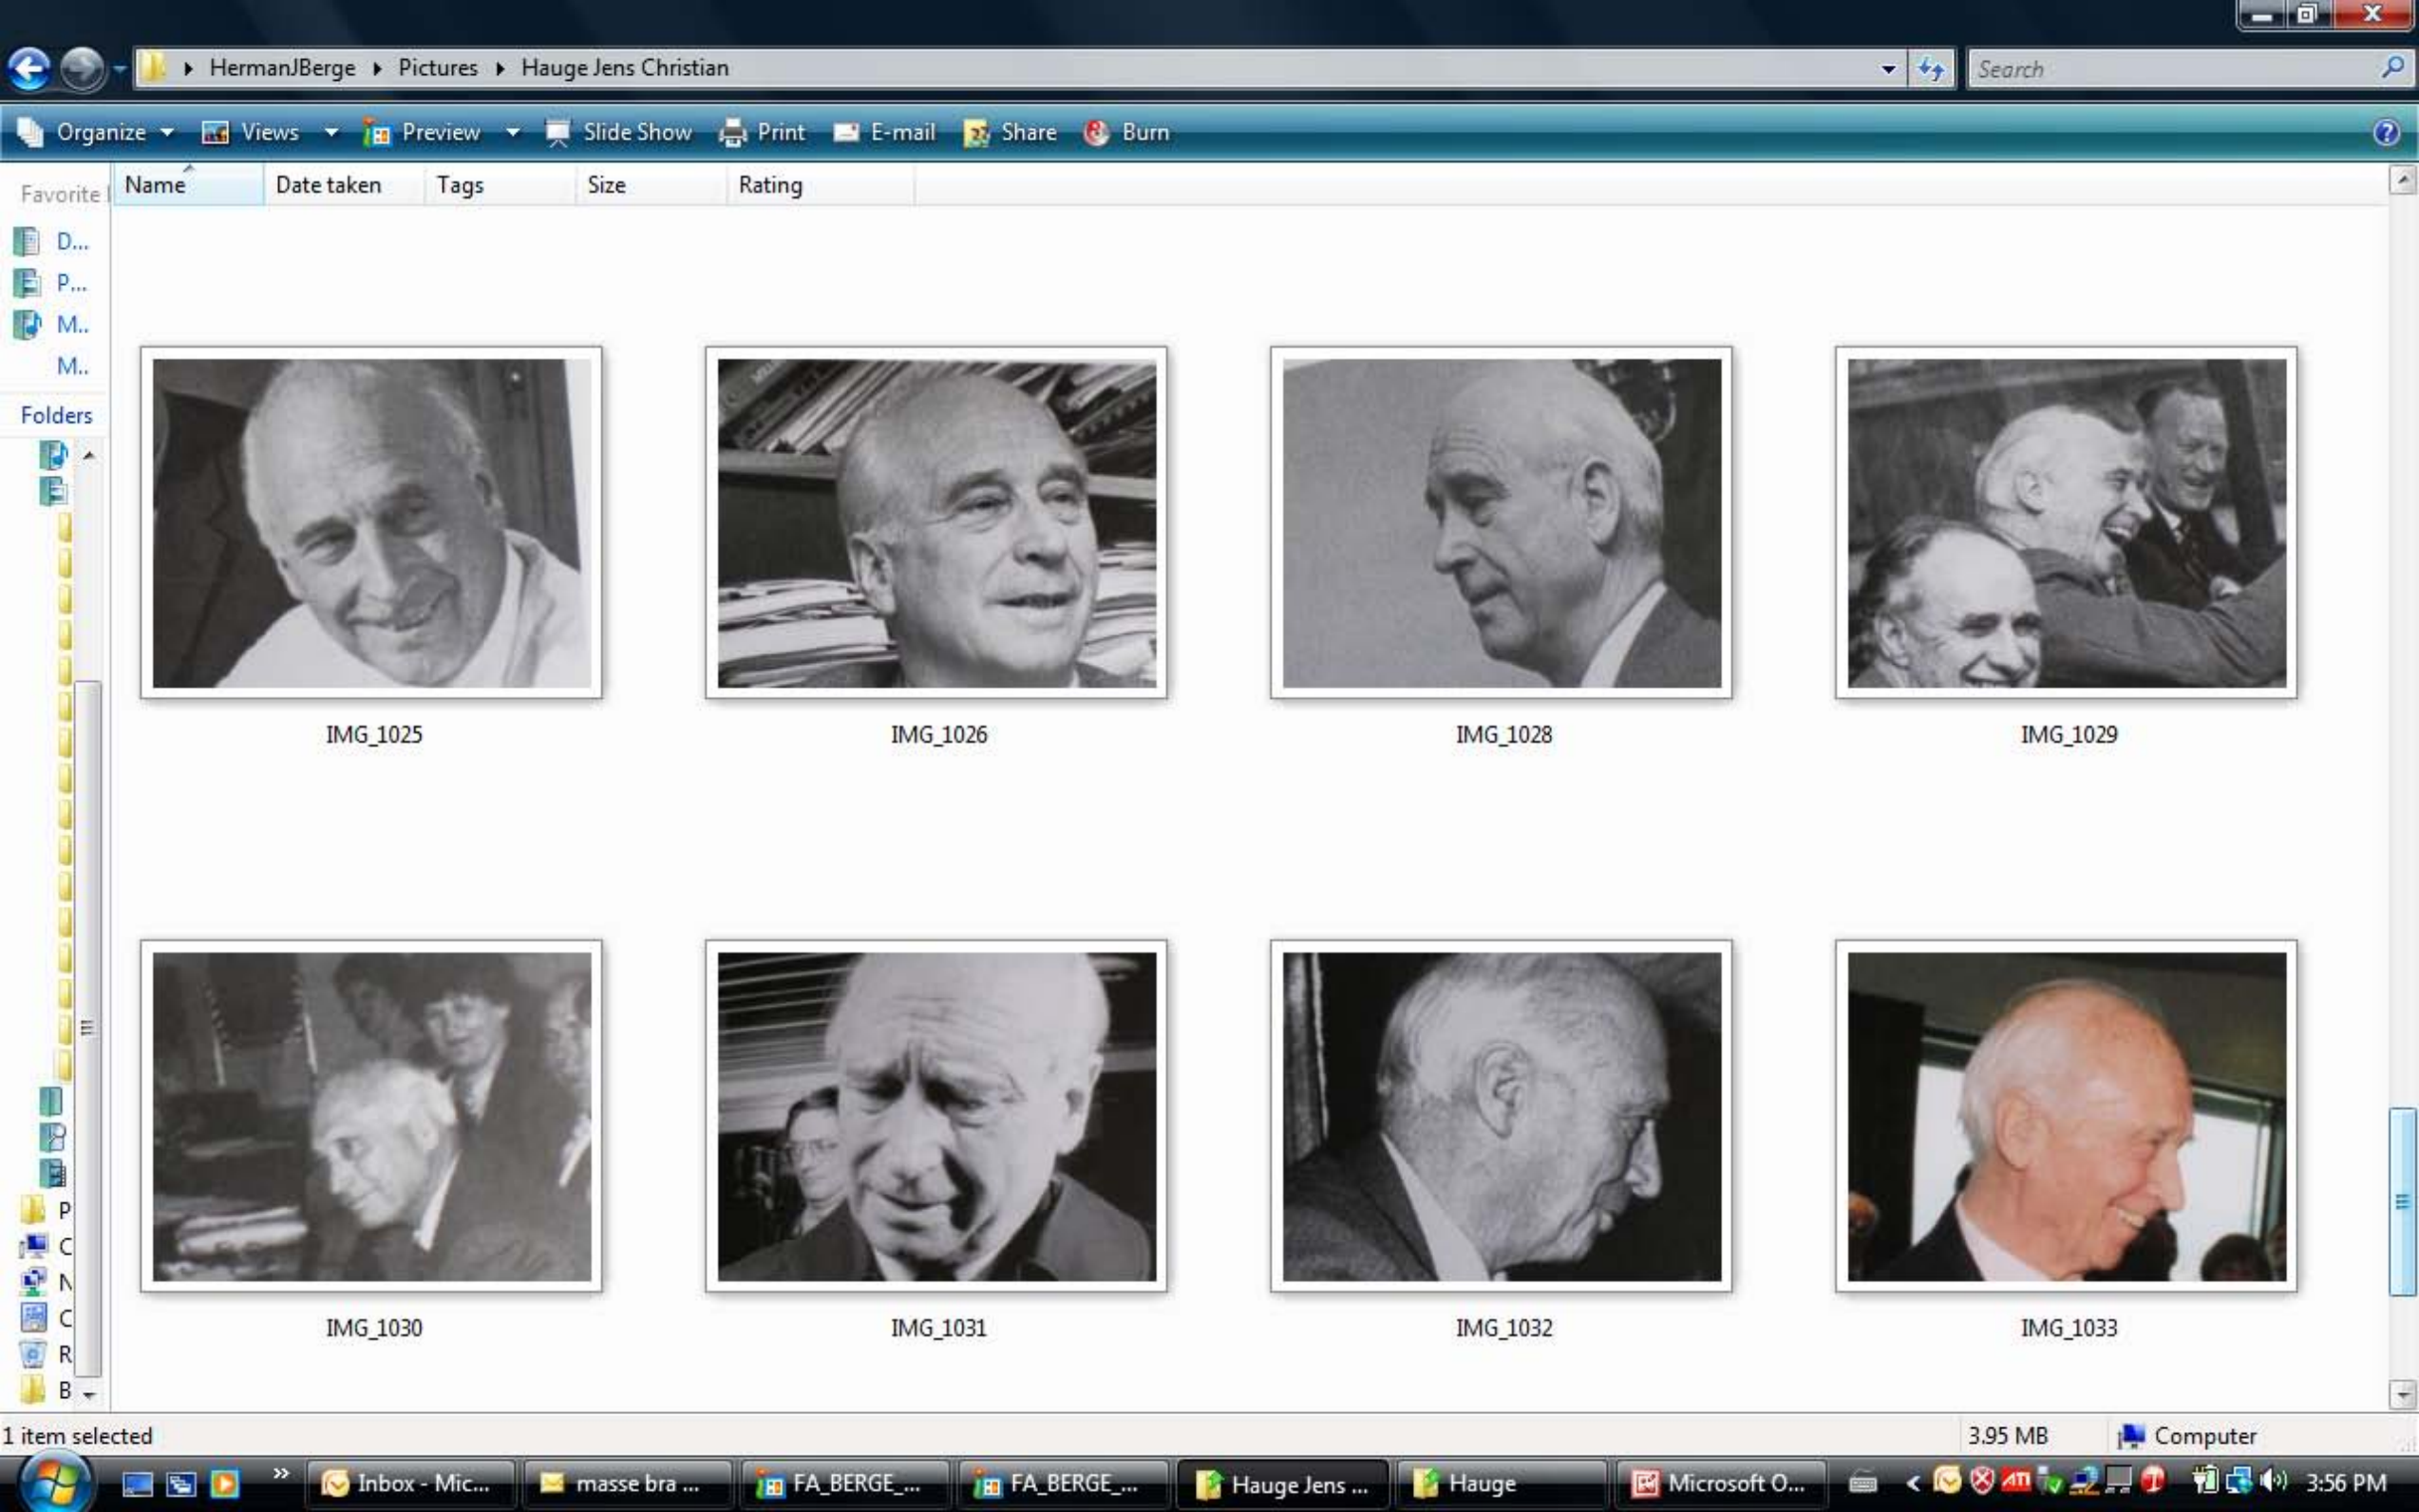 HermanJBerge Pictures Hauge Jens Christian
Search
Organize Views Preview Slide Show Print E-mail Share Burn
Favorite
Name Date taken Tags Size Rating
D...
P...
M..
M..
Folders
IMG_1025 IMG_1026 IMG_1028 IMG_1029
IMG_1030 IMG_1031 IMG_1032 IMG_1033
P
C
N
C
R
B
1 item selected 3.95 MB Computer
Inbox - Mic... masse bra ... FA_BERGE_... FA_BERGE_... Hauge Jens ... Hauge Microsoft O... ATI 3:56 PM